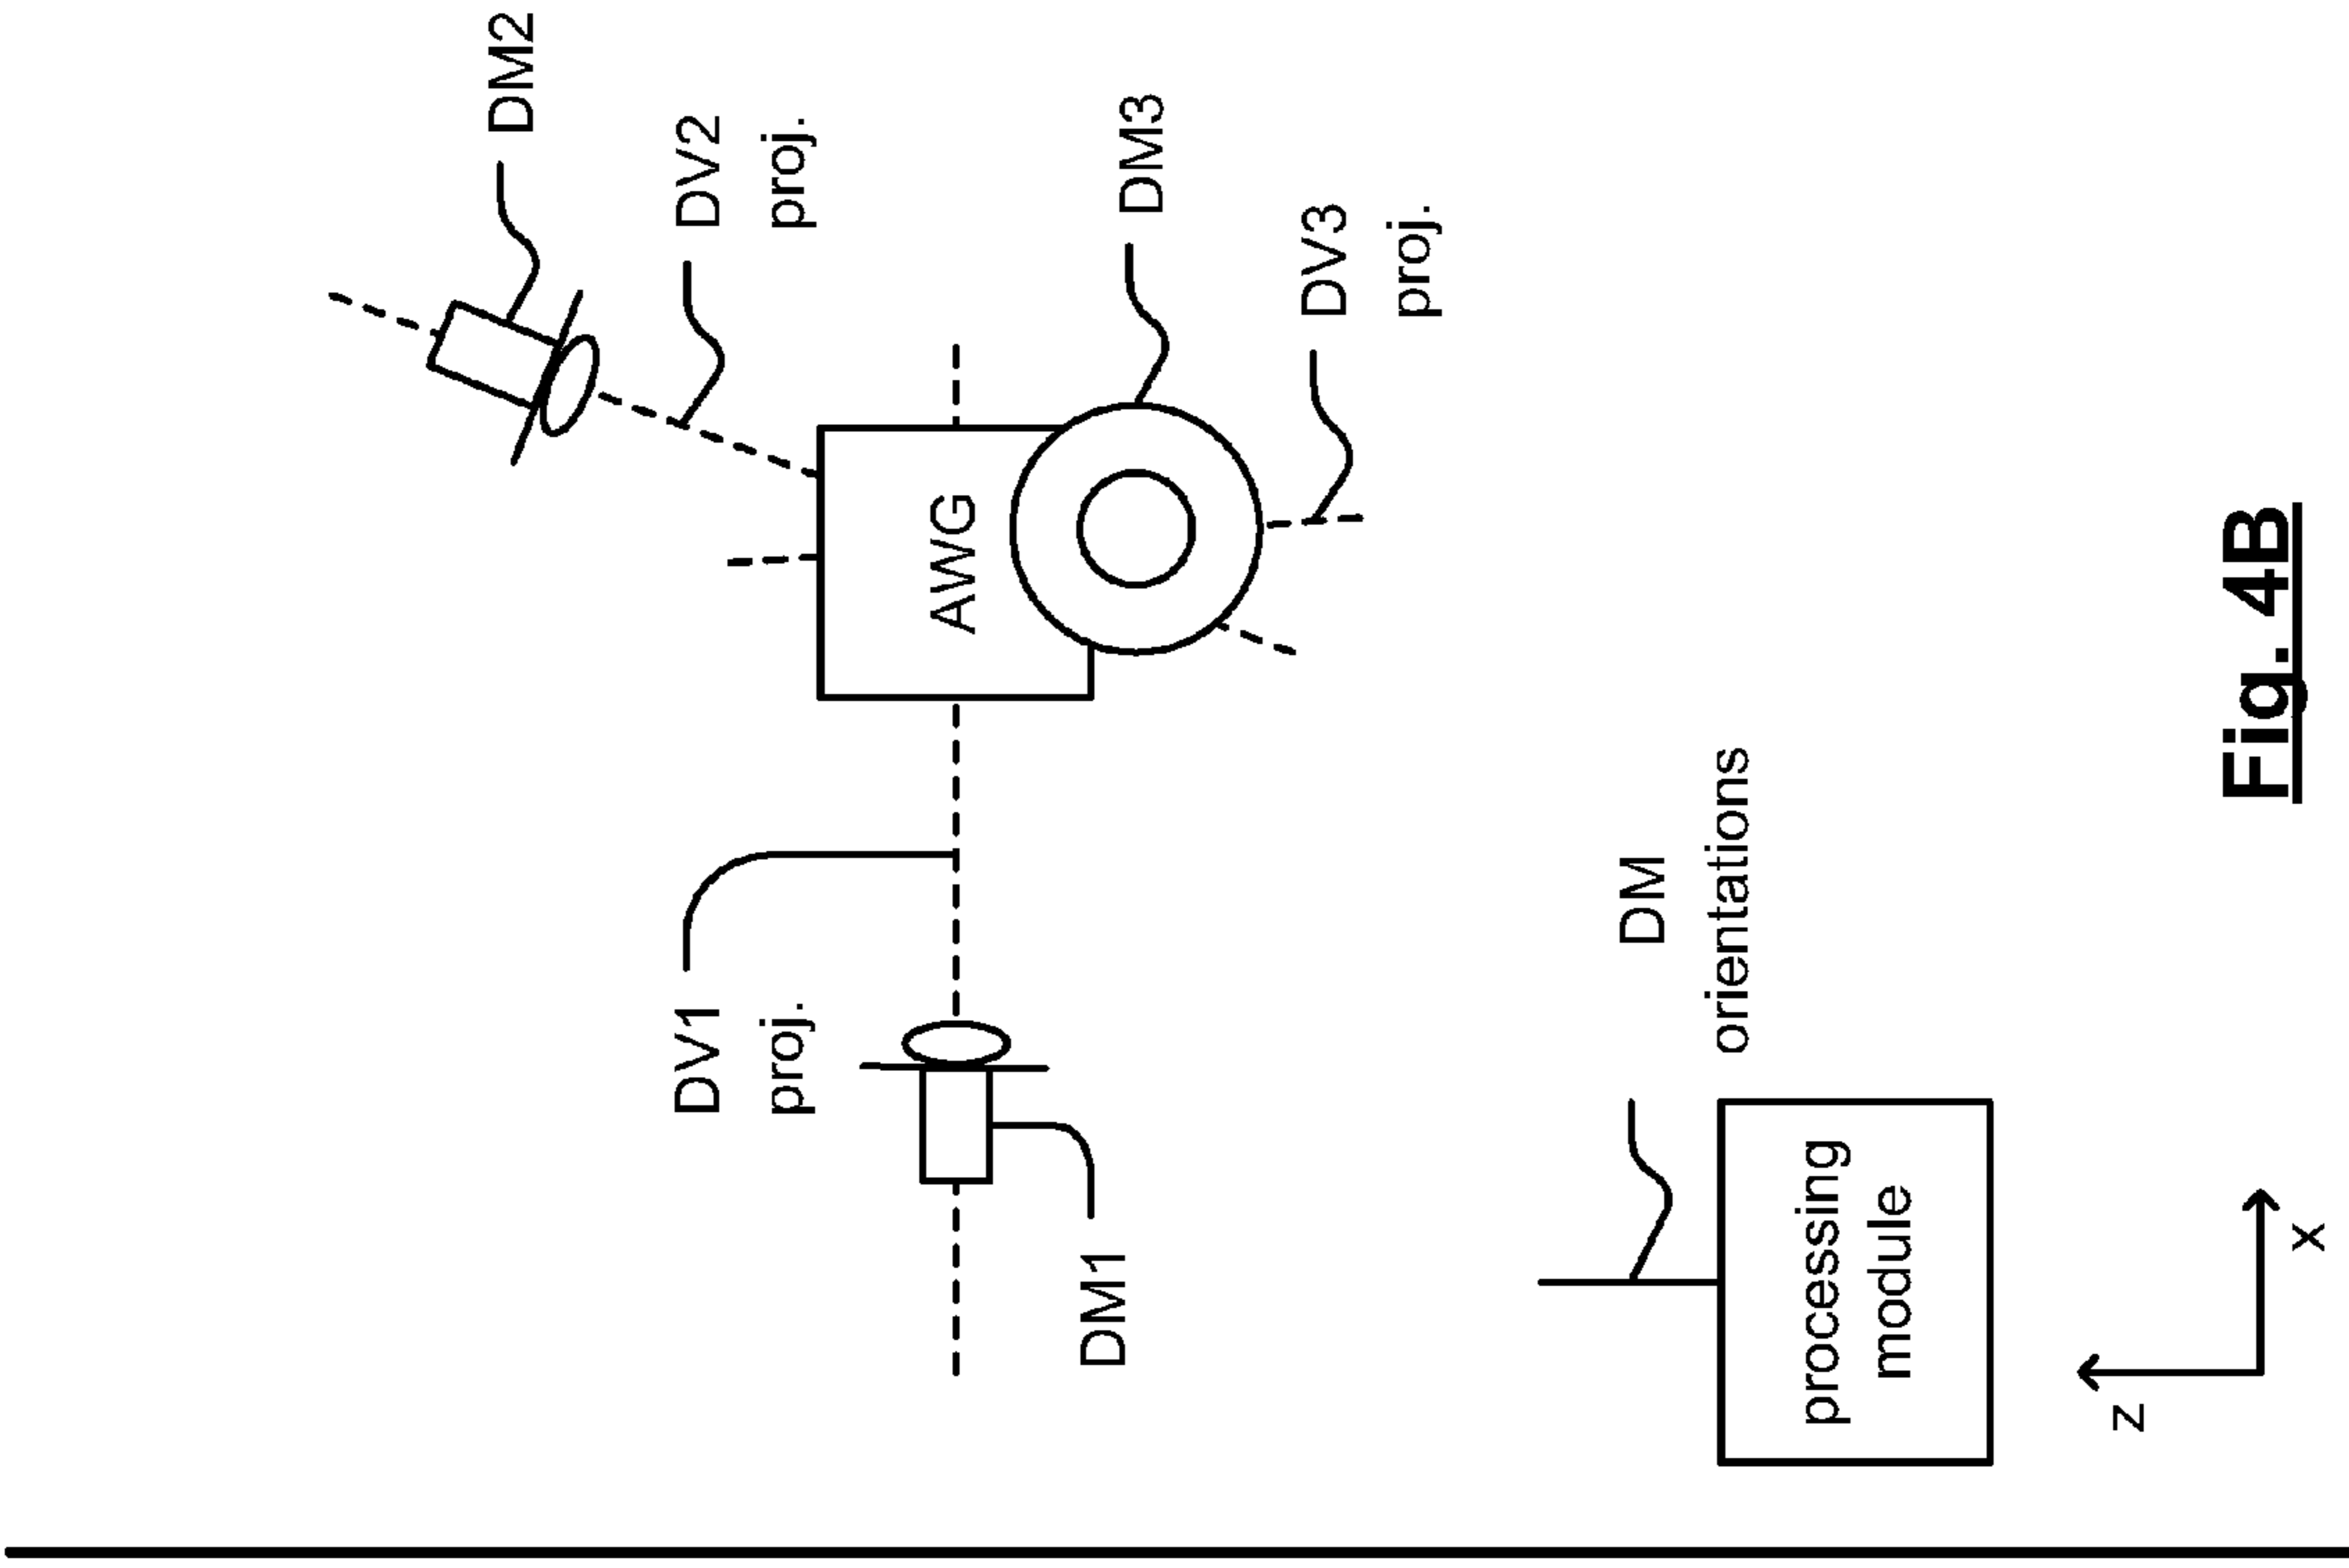 DM2
DV1
proj.
DV2
proj.
AWG
DM1
DM3
DV3
proj.
DM
orientations
processing
module
z
x
Fig. 4B